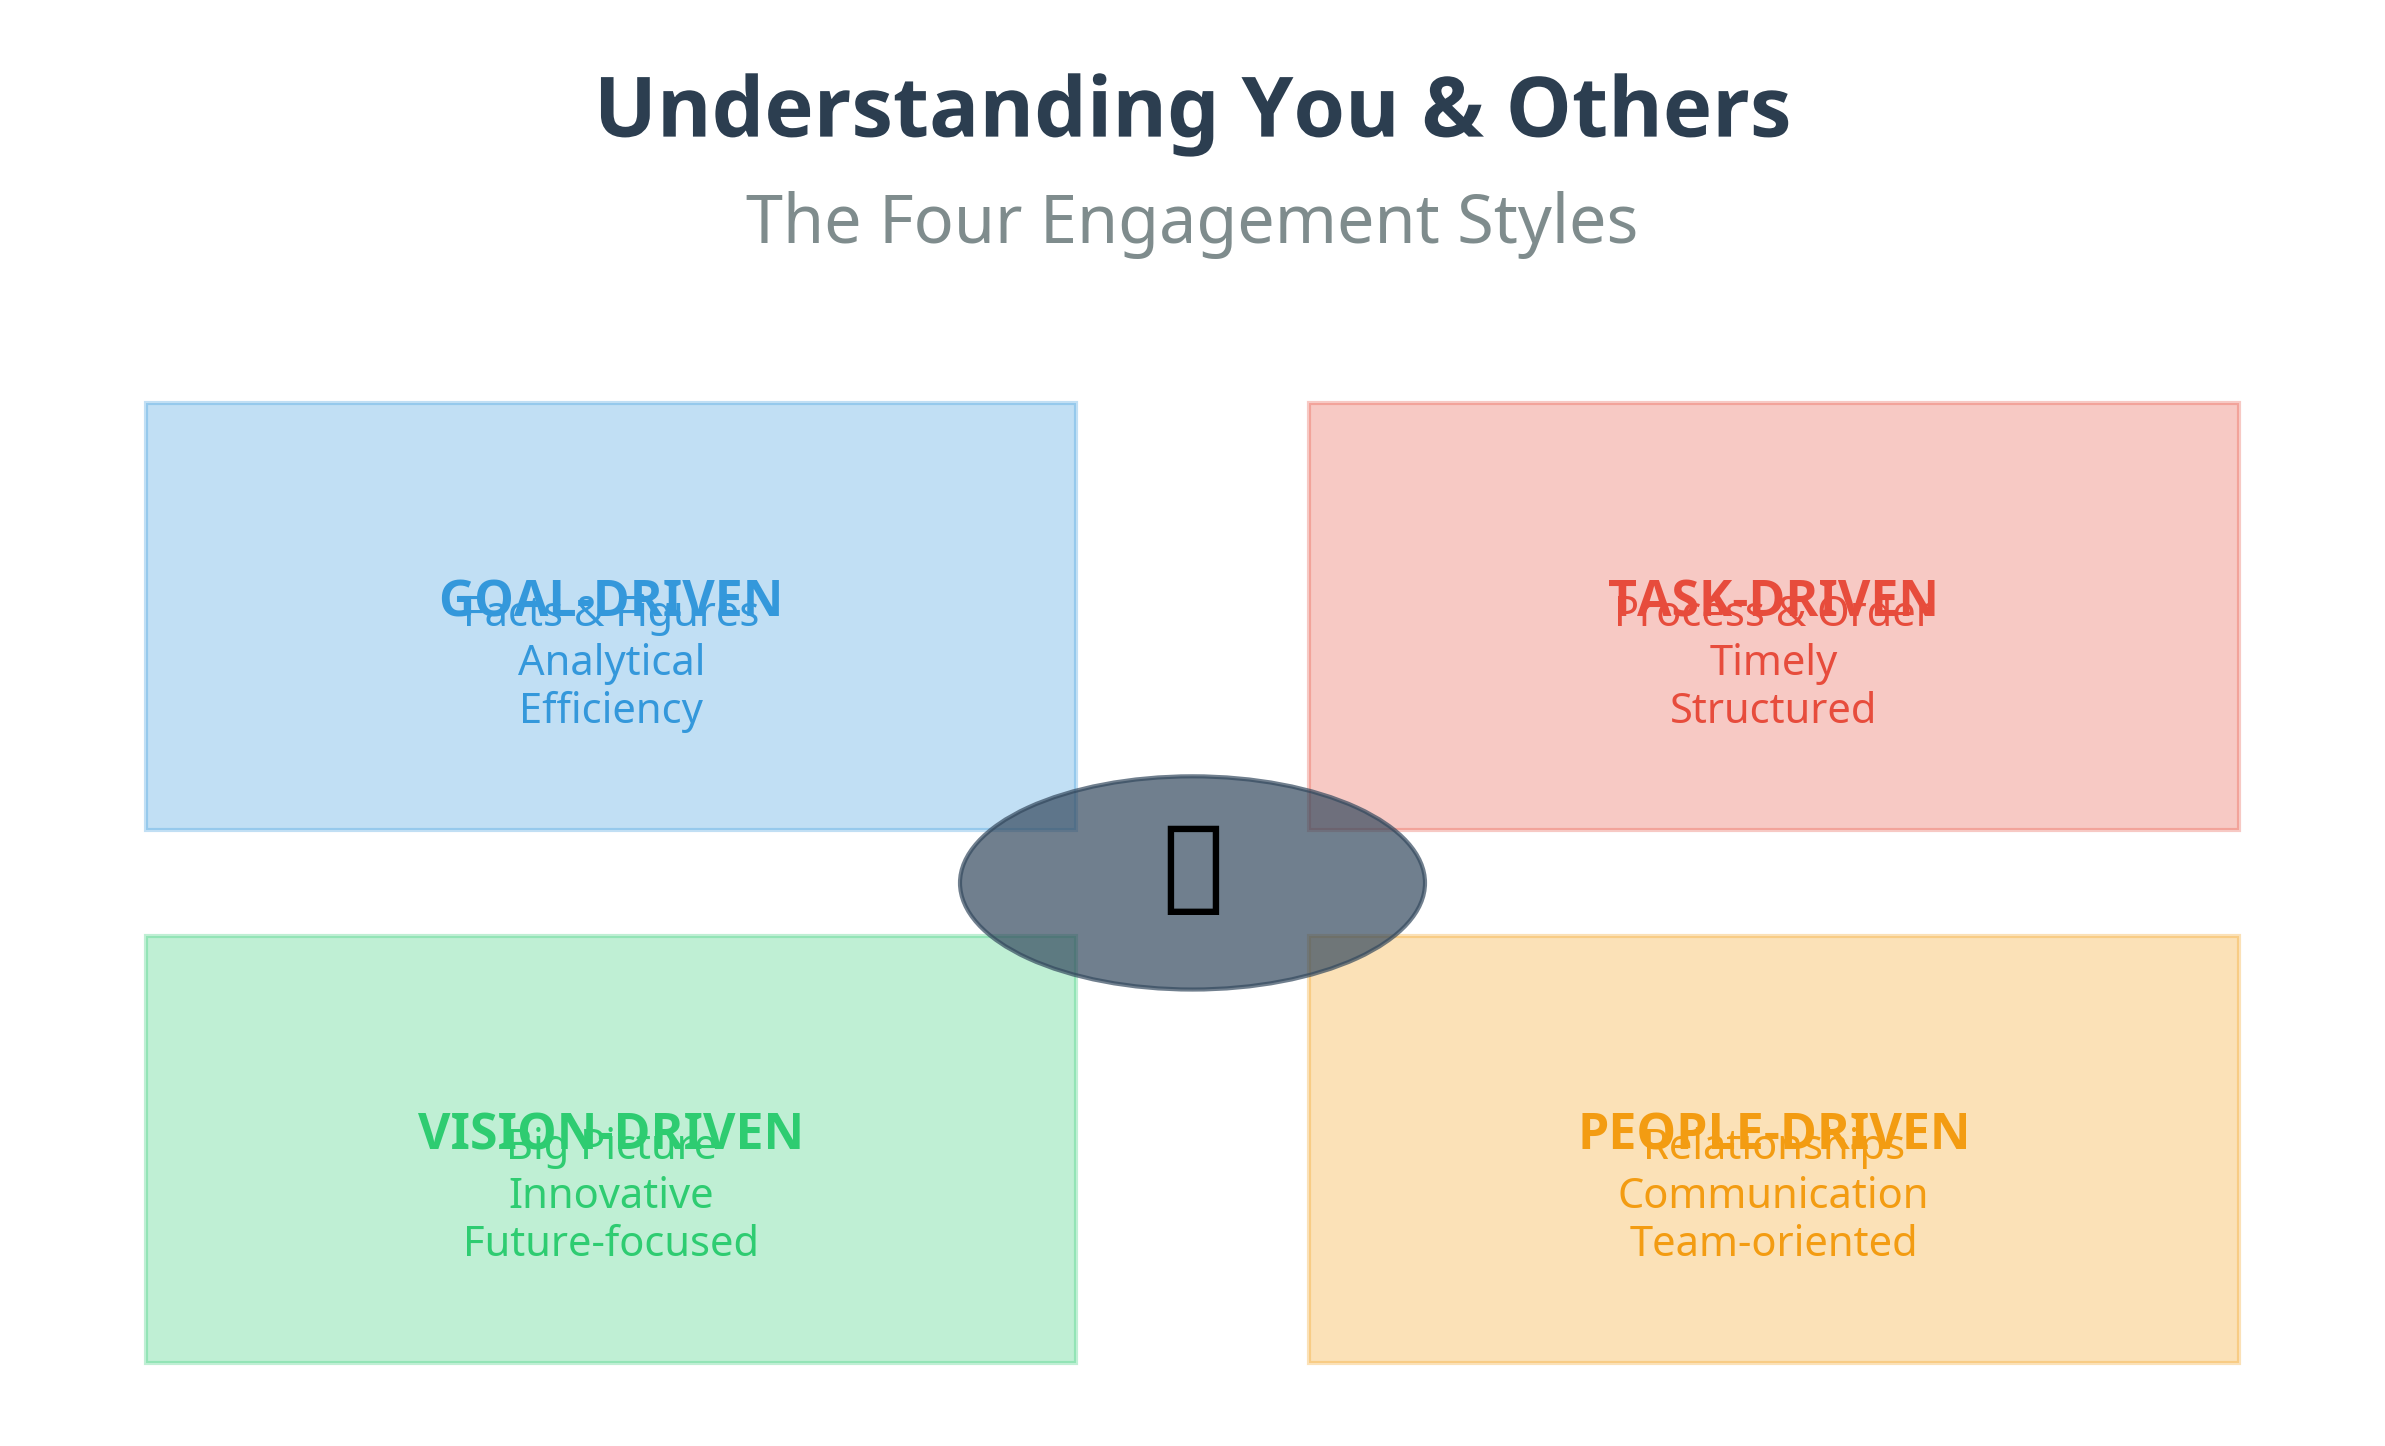 Understanding You & Others
The Four Engagement Styles
GOAL-DRIVEN
Facts & Figures
Analytical
Efficiency
TASK-DRIVEN
Process & Order
Timely
Structured
VISION-DRIVEN
Big Picture
Innovative
Future-focused
PEOPLE-DRIVEN
Relationships
Communication
Team-oriented